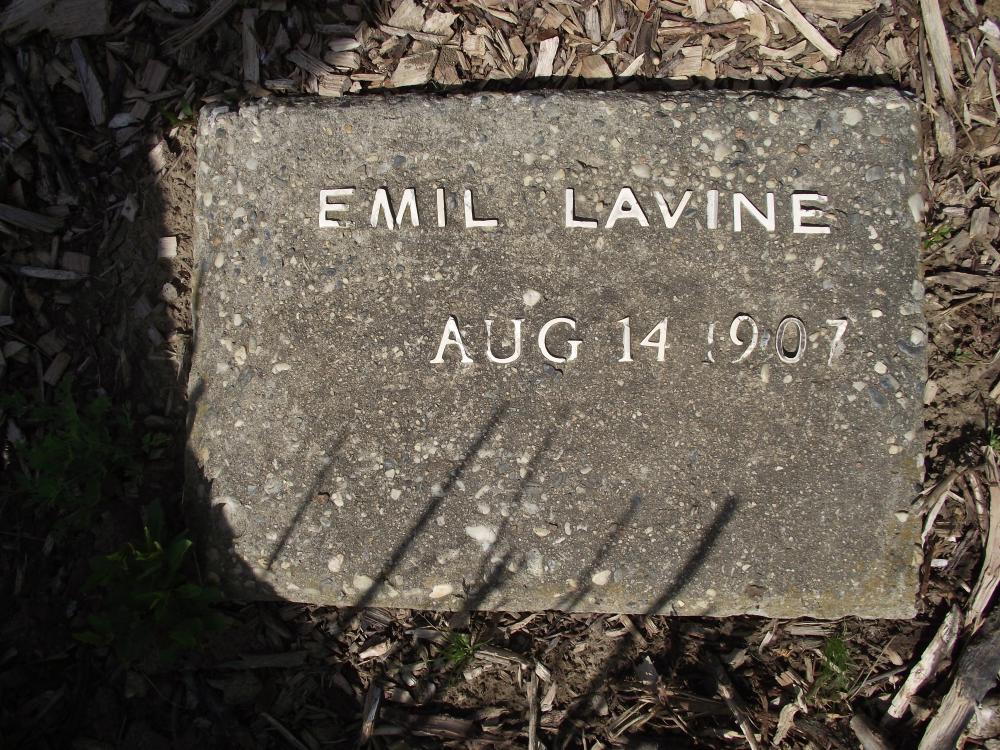 EMIL LAVINE
AUG 14 1907